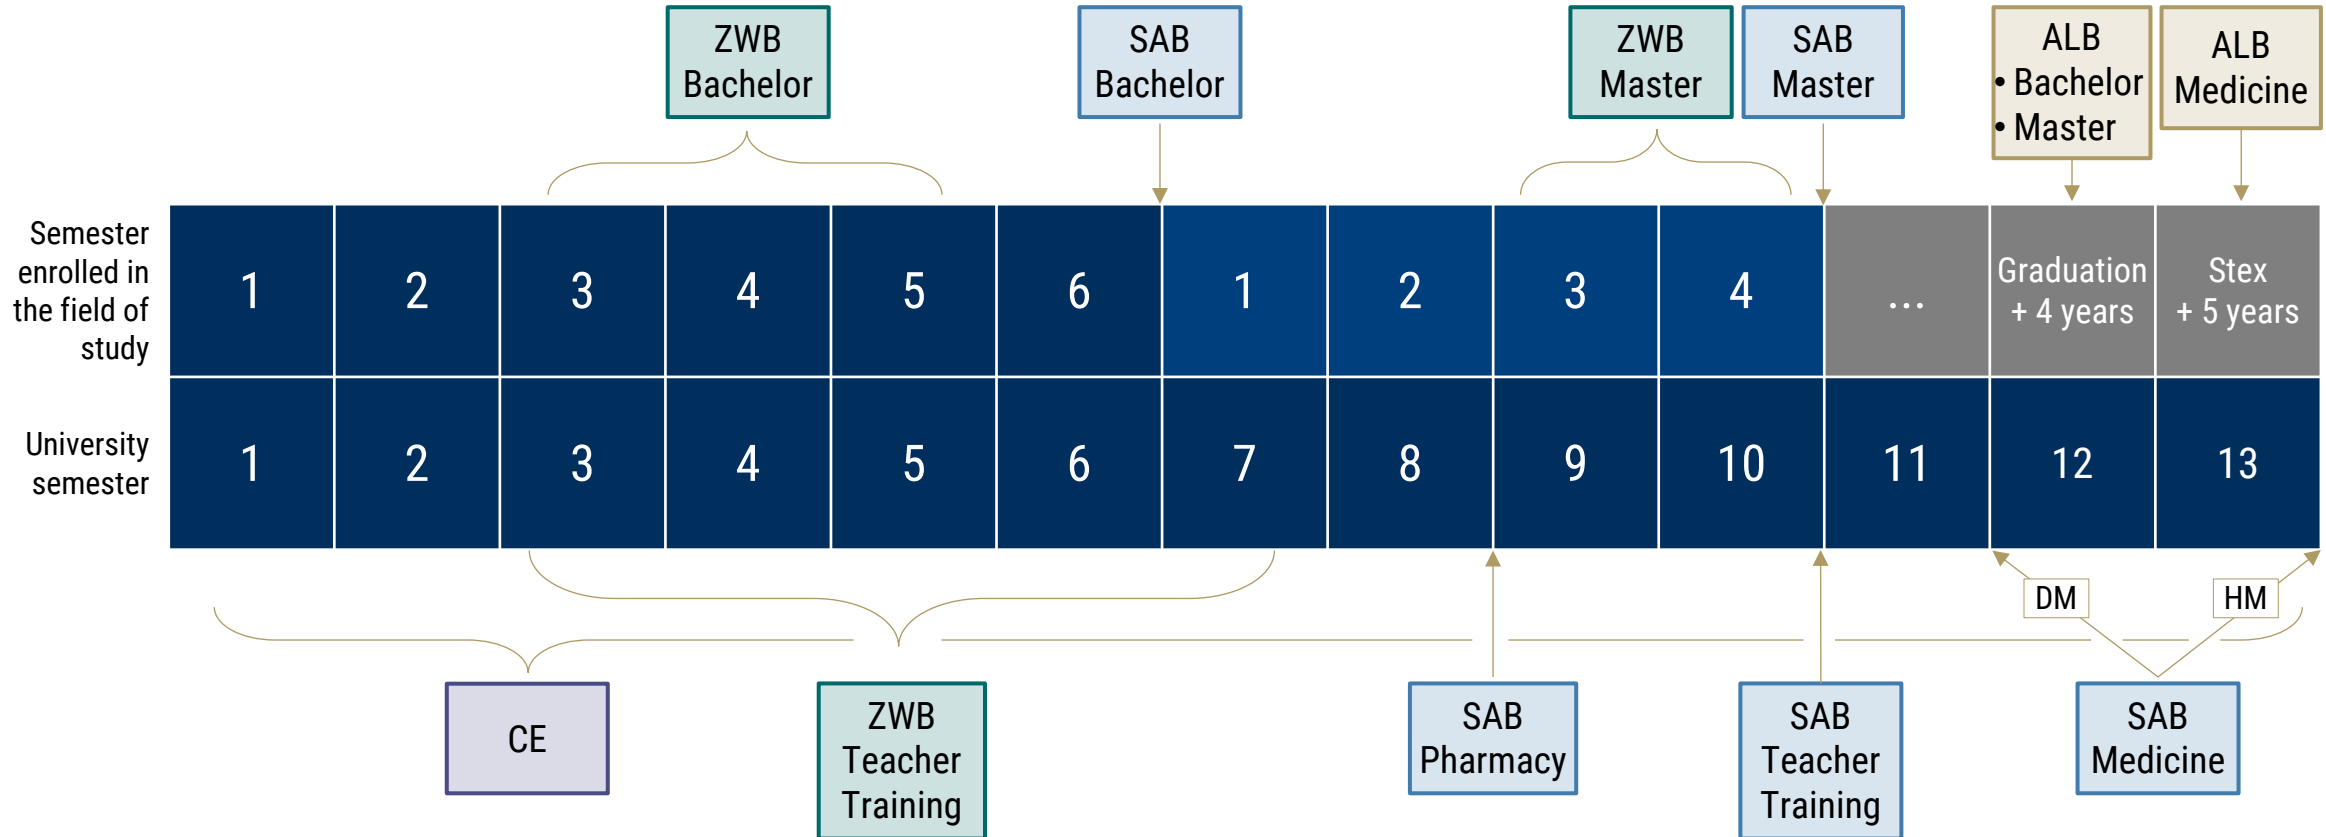 ZWB
Bachelor
SAB
Bachelor
ZWB
Master
SAB
Master
ALB
• Bachelor
• Master
ALB
Medicine
Semester
enrolled in
the field of
study
1 2 3 4 5 6 1 2 3 4 ...
Graduation
+ 4 years
Stex
+ 5 years
University
semester
1 2 3 4 5 6 7 8 9 10 11 12 13
DM
HM
CE
ZWB
Teacher
Training
SAB
Pharmacy
SAB
Teacher
Training
SAB
Medicine